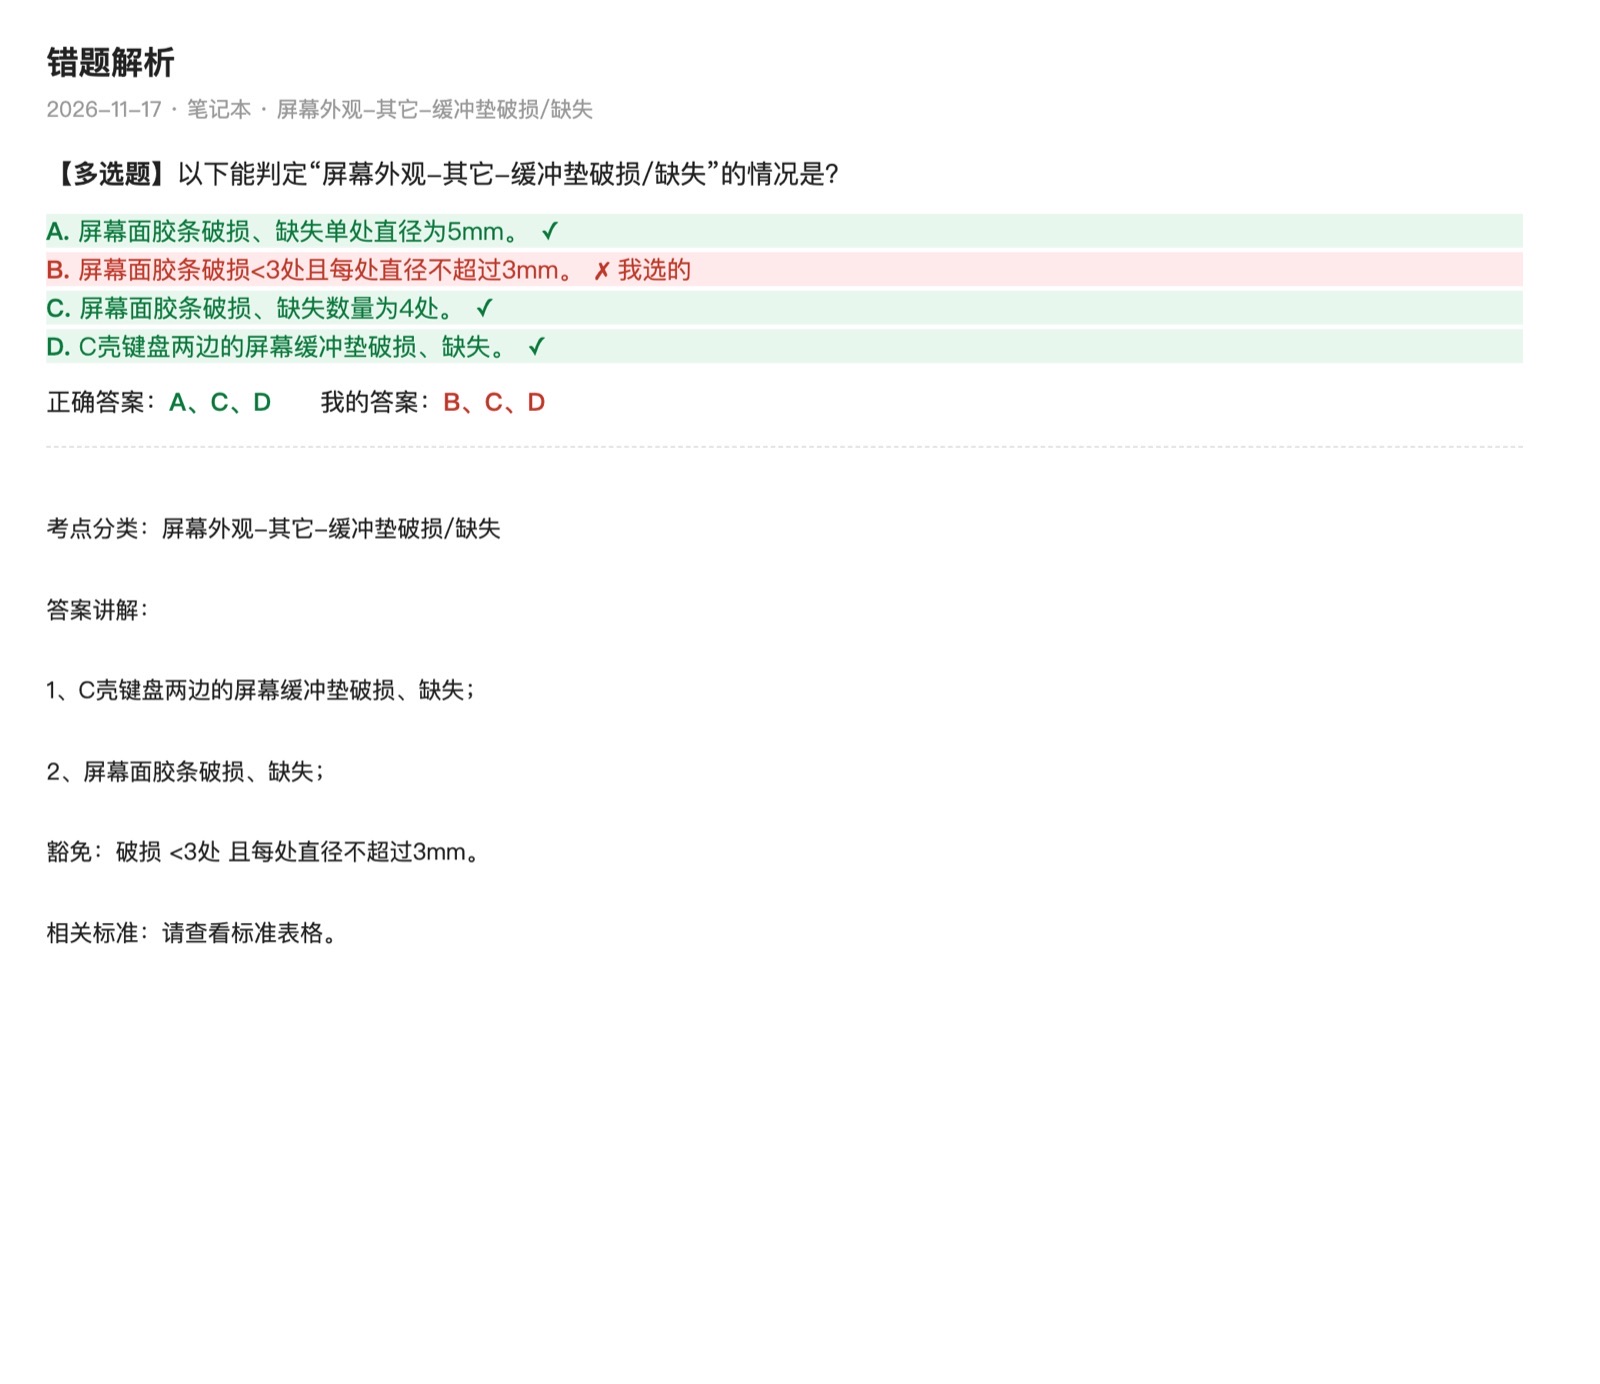 错题解析
2026-11-17 · 笔记本 · 屏幕外观-其它-缓冲垫破损/缺失
【多选题】以下能判定“屏幕外观-其它-缓冲垫破损/缺失”的情况是?
A. 屏幕面胶条破损、缺失单处直径为5mm。 ✓
B. 屏幕面胶条破损<3处且每处直径不超过3mm。 ✗ 我选的
C. 屏幕面胶条破损、缺失数量为4处。 ✓
D. C壳键盘两边的屏幕缓冲垫破损、缺失。 ✓
正确答案：A、C、D 我的答案：B、C、D
考点分类：屏幕外观-其它-缓冲垫破损/缺失
答案讲解：
1、C壳键盘两边的屏幕缓冲垫破损、缺失；
2、屏幕面胶条破损、缺失；
豁免：破损 <3处 且每处直径不超过3mm。
相关标准：请查看标准表格。